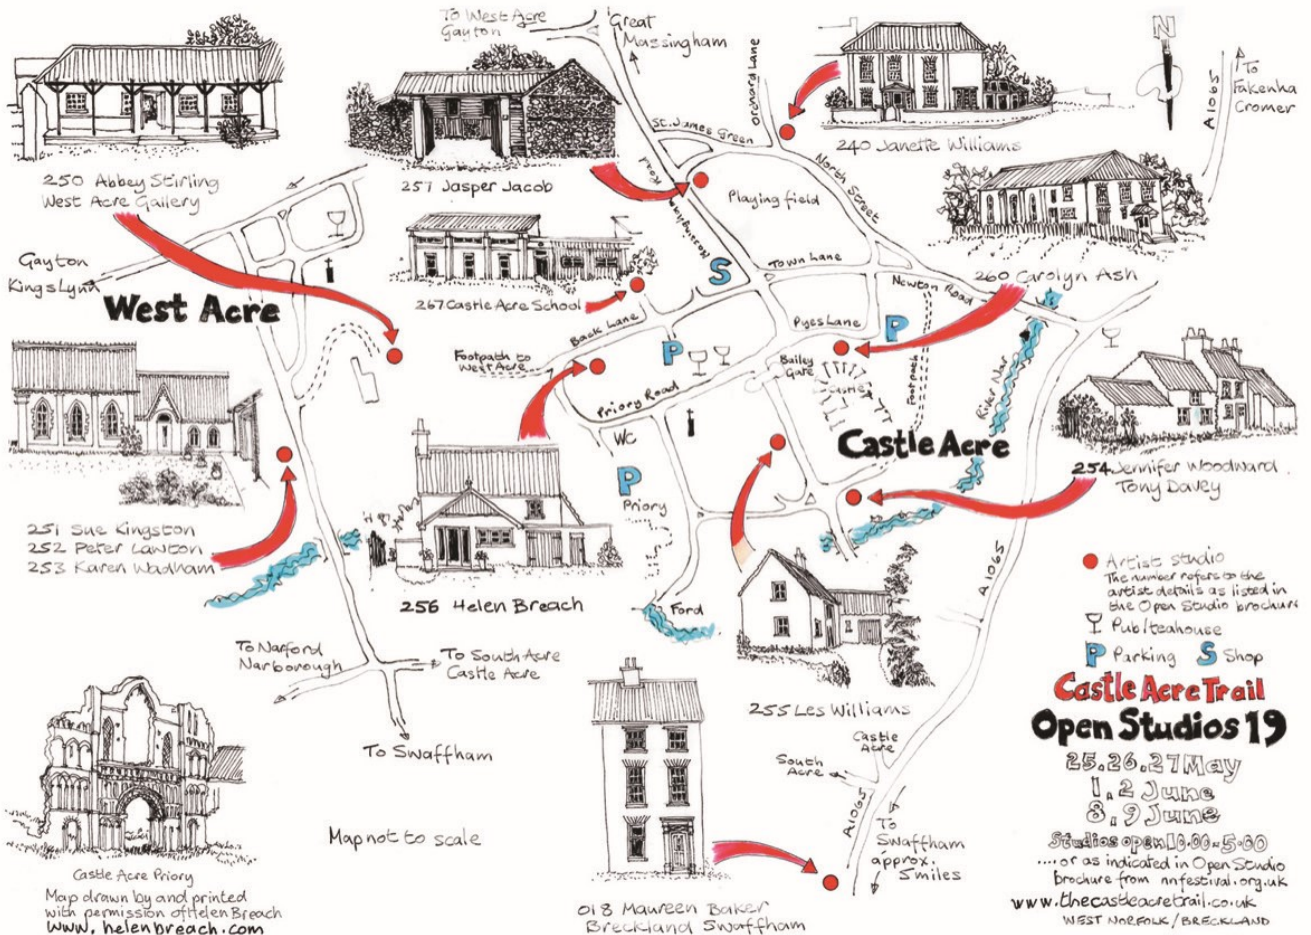 To West Acre
Gayton
Great
Massingham
Orchard Lane
N
A1065
To
Fakenha
Cromer
St. James Green
240 Janette Williams
250 Abbey Stirling
West Acre Gallery
257 Jasper Jacob
Massingham Road
Playing field
North Street
Gayton
Kings Lynn
West Acre
267 Castle Acre School
S
Town Lane
Newton Road
260 Carolyn Ash
Back Lane
Pyes Lane
P
P
Footpath to
West Acre
Bailey
Gate
Castle
Footpath
River Nar
Priory Road
WC
P
Priory
Castle Acre
254 Jennifer Woodward
Tony Davey
251 Sue Kingston
252 Peter Lawton
253 Karen Wadham
256 Helen Breach
Ford
A1065
To Narford
Narborough
To South Acre
Castle Acre
To Swaffham
255 Les Williams
Castle
Acre
South
Acre
A1065
To
Swaffham
approx.
5miles
Artist studio
The number refers to the
artist details as listed in
the Open Studio brochure
Pub/teahouse
P Parking S Shop
Castle Acre Trail
Open Studios 19
25.26.27 May
1, 2 June
8, 9 June
Studios open 10.00-5.00
....or as indicated in Open Studio
brochure from nnfestival.org.uk
www.thecastleacretrail.co.uk
WEST NORFOLK/BRECKLAND
Map not to scale
Castle Acre Priory
Map drawn by and printed
with permission of Helen Breach
www.helenbreach.com
018 Maureen Baker
Breckland Swaffham